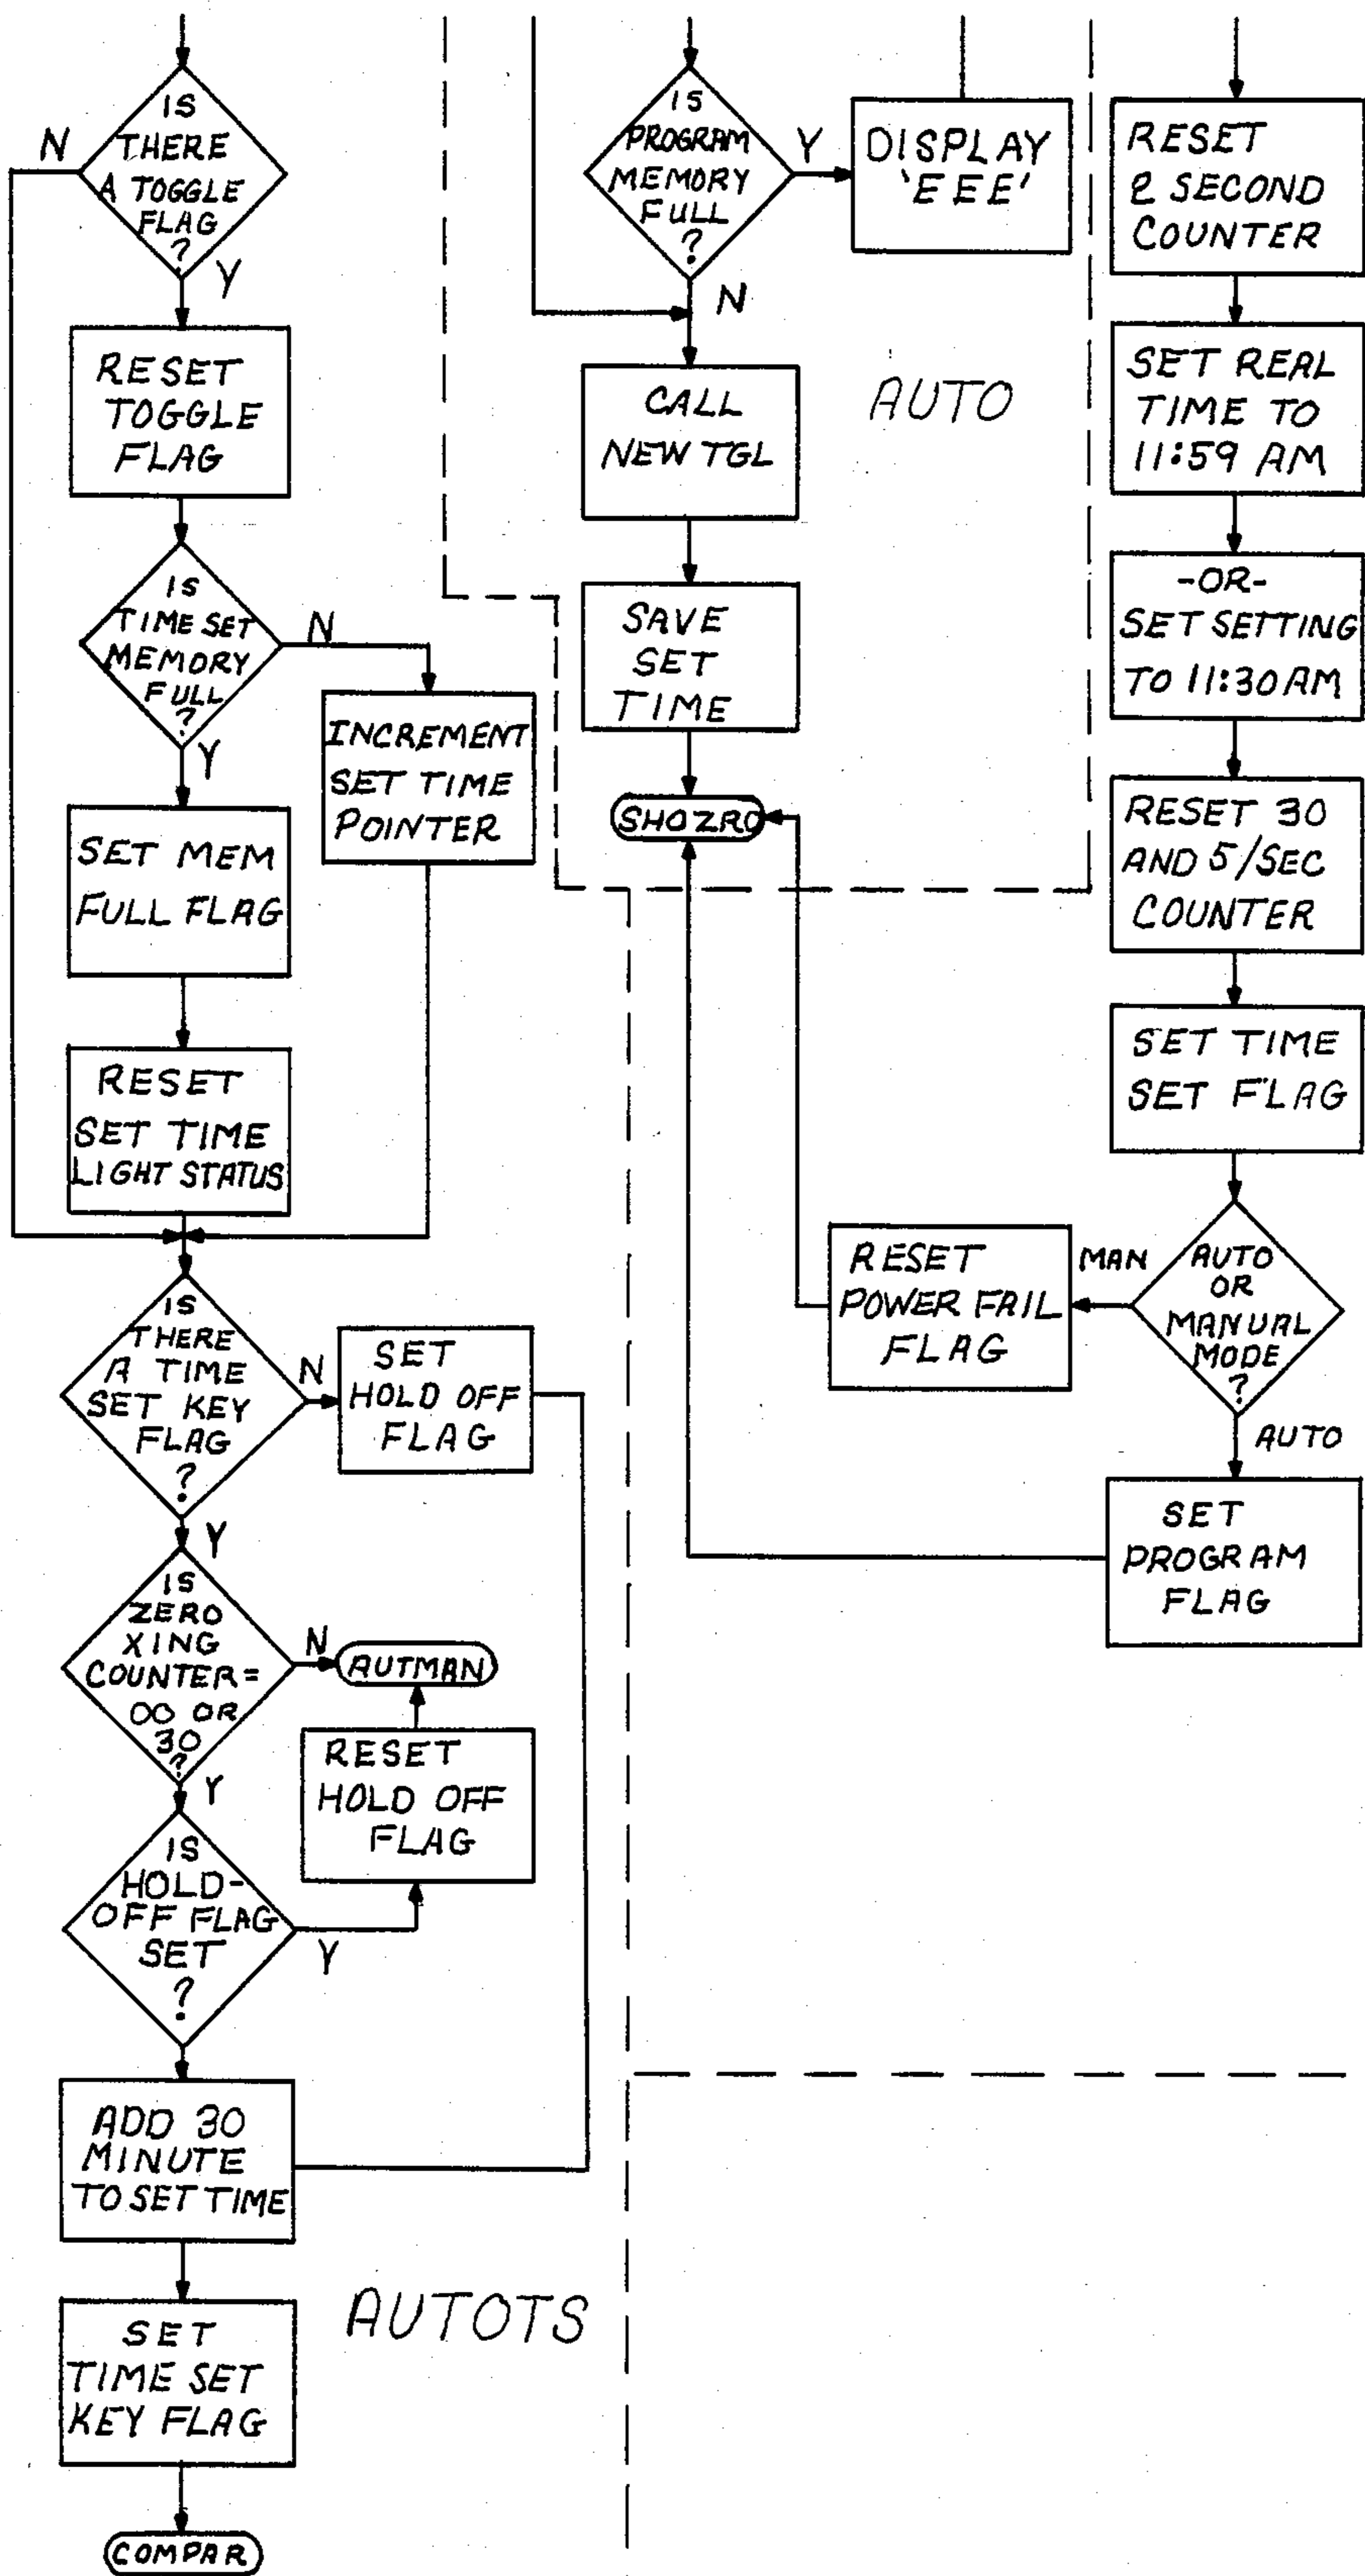 IS
THERE
A TOGGLE
FLAG
?
N
Y
RESET
TOGGLE
FLAG
IS
TIME SET
MEMORY
FULL
?
N
Y
INCREMENT
SET TIME
POINTER
SET MEM
FULL FLAG
RESET
SET TIME
LIGHT STATUS
IS
THERE
A TIME
SET KEY
FLAG
?
N
SET
HOLD OFF
FLAG
Y
IS
ZERO
XING
COUNTER =
00 OR
30
?
N
AUTMAN
Y
RESET
HOLD OFF
FLAG
IS
HOLD-
OFF FLAG
SET
?
Y
ADD 30
MINUTE
TO SET TIME
SET
TIME SET
KEY FLAG
COMPAR
AUTOTS
IS
PROGRAM
MEMORY
FULL
?
Y
DISPLAY
'EEE'
N
CALL
NEW TGL
AUTO
SAVE
SET
TIME
SHOZRO
RESET
2 SECOND
COUNTER
SET REAL
TIME TO
11:59 AM
-OR-
SET SETTING
TO 11:30 AM
RESET 30
AND 5/SEC
COUNTER
SET TIME
SET FLAG
AUTO
OR
MANUAL
MODE
?
MAN
RESET
POWER FAIL
FLAG
AUTO
SET
PROGRAM
FLAG